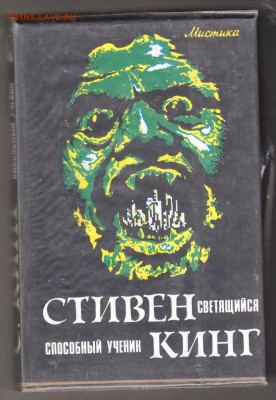 Мистика
СТИВЕН СВЕТЯЩИЙСЯ
СПОСОБНЫЙ УЧЕНИК КИНГ